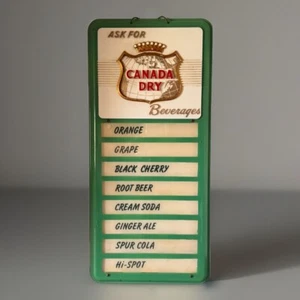 ASK FOR
CANADA
DRY
Beverages
ORANGE
GRAPE
BLACK CHERRY
ROOT BEER
CREAM SODA
GINGER ALE
SPUR COLA
Hi-SPOT